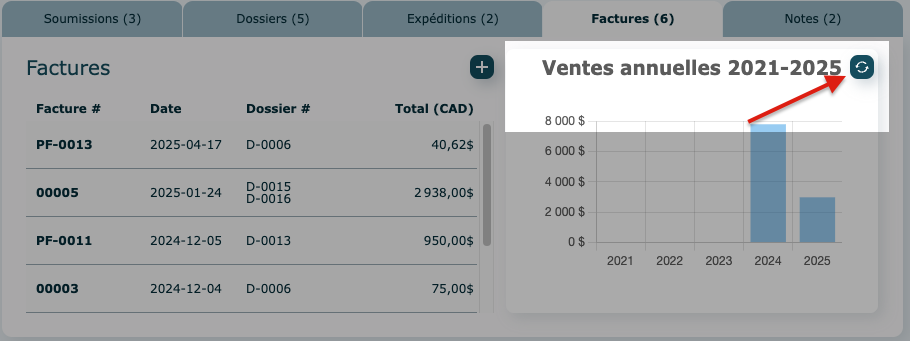 Soumissions (3) Dossiers (5) Expéditions (2) Factures (6) Notes (2)
Factures
Facture # Date Dossier # Total (CAD)
PF-0013 2025-04-17 D-0006 40,62$
00005 2025-01-24 D-0015 2 938,00$
D-0016
PF-0011 2024-12-05 D-0013 950,00$
00003 2024-12-04 D-0006 75,00$
Ventes annuelles 2021-2025
8 000 $
6 000 $
4 000 $
2 000 $
0 $
2021 2022 2023 2024 2025